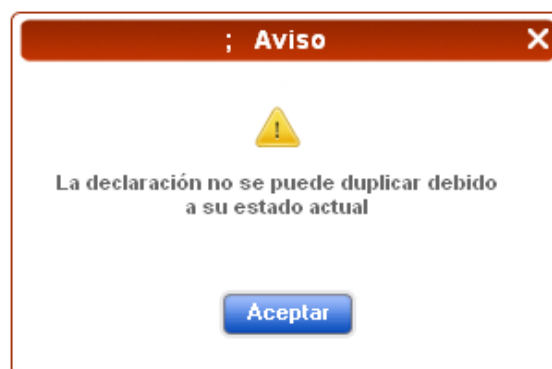 ; Aviso
La declaración no se puede duplicar debido
a su estado actual
Aceptar